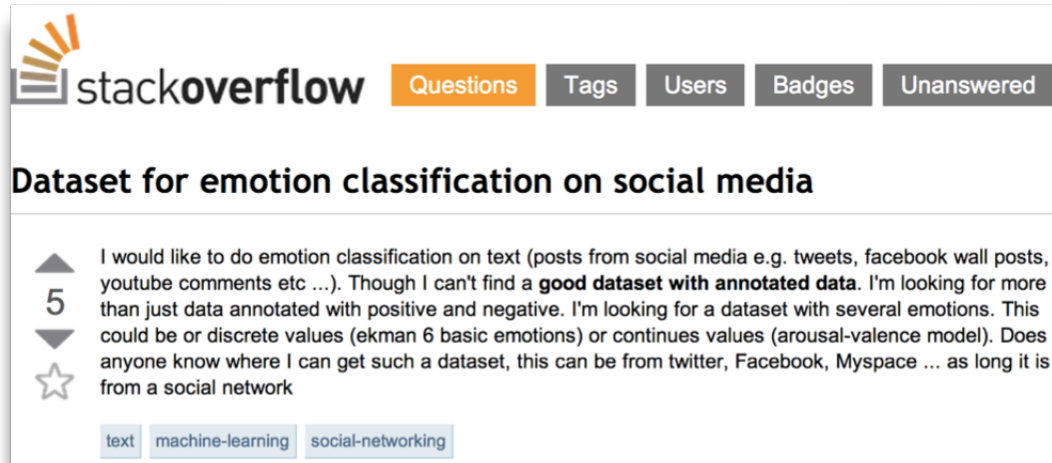 stackoverflow Questions Tags Users Badges Unanswered
Dataset for emotion classification on social media
I would like to do emotion classification on text (posts from social media e.g. tweets, facebook wall posts,
youtube comments etc ...). Though I can't find a good dataset with annotated data. I'm looking for more
5
than just data annotated with positive and negative. I'm looking for a dataset with several emotions. This
could be or discrete values (ekman 6 basic emotions) or continues values (arousal-valence model). Does
anyone know where I can get such a dataset, this can be from twitter, Facebook, Myspace ... as long it is
from a social network
text machine-learning social-networking